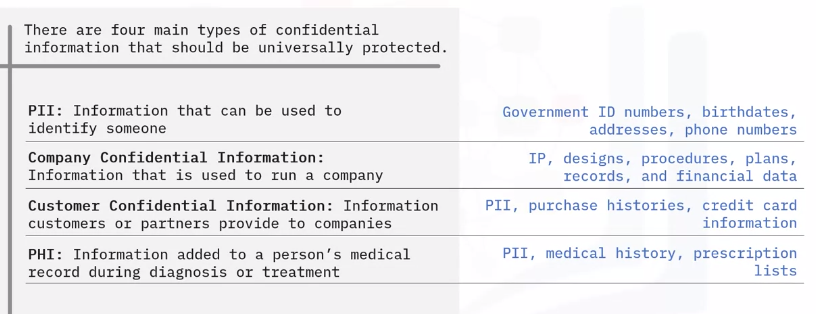 There are four main types of confidential
information that should be universally protected.
PII: Information that can be used to
identify someone
Government ID numbers, birthdates,
addresses, phone numbers
Company Confidential Information:
Information that is used to run a company
IP, designs, procedures, plans,
records, and financial data
Customer Confidential Information: Information
customers or partners provide to companies
PII, purchase histories, credit card
information
PHI: Information added to a person’s medical
record during diagnosis or treatment
PII, medical history, prescription
lists